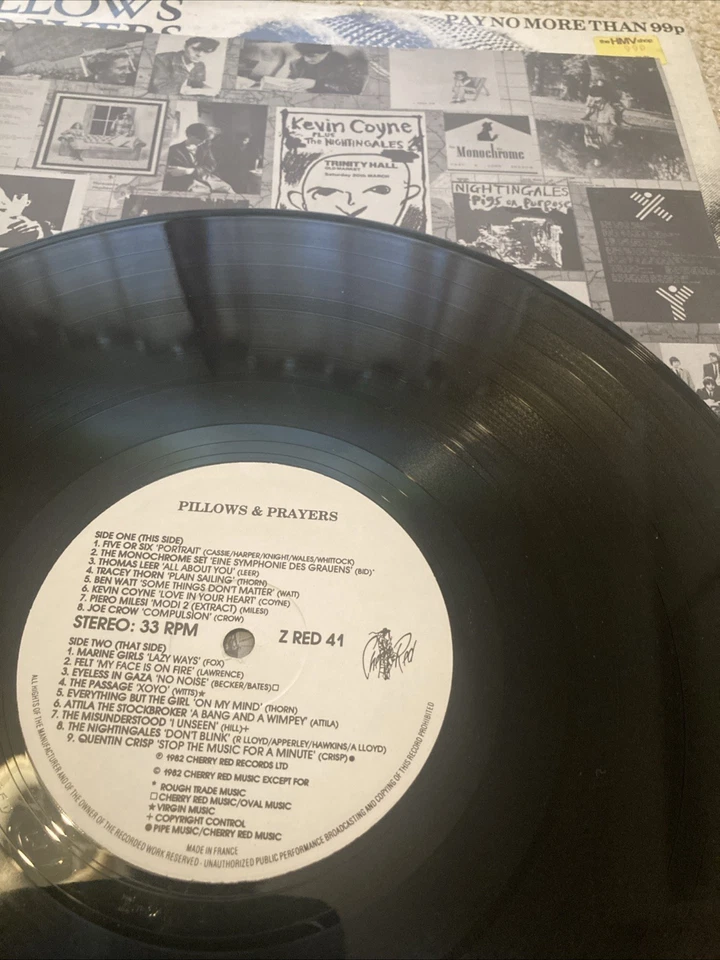 PAY NO MORE THAN 99p
the HMV shop
Kevin Coyne
PLUS
The NIGHTINGALES
TRINITY HALL
OLD MARKET
Saturday 26th MARCH
the
Monochrome
NIGHTINGALES
Pigs on Purpose
PILLOWS & PRAYERS
SIDE ONE (THIS SIDE)
1. FIVE OR SIX 'PORTRAIT' (CASSIE/HARPER/KNIGHT/WALES/WHITTOCK)
2. THE MONOCHROME SET 'EINE SYMPHONIE DES GRAUENS' (BID)*
3. THOMAS LEER 'ALL ABOUT YOU' (LEER)
4. TRACEY THORN 'PLAIN SAILING' (THORN)
5. BEN WATT 'SOME THINGS DON'T MATTER' (WATT)
6. KEVIN COYNE 'LOVE IN YOUR HEART' (COYNE)
7. PIERO MILESI 'MODI 2 (EXTRACT) (MILESI)
8. JOE CROW 'COMPULSION' (CROW)
STEREO: 33 RPM
Z RED 41
Cherry Red
SIDE TWO (THAT SIDE)
1. MARINE GIRLS 'LAZY WAYS' (FOX)
2. FELT 'MY FACE IS ON FIRE' (LAWRENCE)
3. EYELESS IN GAZA 'NO NOISE' (BECKER/BATES)□
4. THE PASSAGE 'XOYO' (WITTS)★
5. EVERYTHING BUT THE GIRL 'ON MY MIND' (THORN)
6. ATTILA THE STOCKBROKER 'A BANG AND A WIMPEY' (ATTILA)
7. THE MISUNDERSTOOD 'I UNSEEN' (HILL)+
8. THE NIGHTINGALES 'DON'T BLINK' (R LLOYD/APPERLEY/HAWKINS/A LLOYD)
9. QUENTIN CRISP 'STOP THE MUSIC FOR A MINUTE' (CRISP)●
℗ 1982 CHERRY RED RECORDS LTD
© 1982 CHERRY RED MUSIC EXCEPT FOR
* ROUGH TRADE MUSIC
□ CHERRY RED MUSIC/OVAL MUSIC
★ VIRGIN MUSIC
+ COPYRIGHT CONTROL
● PIPE MUSIC/CHERRY RED MUSIC
MADE IN FRANCE
ALL RIGHTS OF THE MANUFACTURER AND OF THE OWNER OF THE RECORDED WORK RESERVED - UNAUTHORIZED PUBLIC PERFORMANCE BROADCASTING AND COPYING OF THIS RECORD PROHIBITED